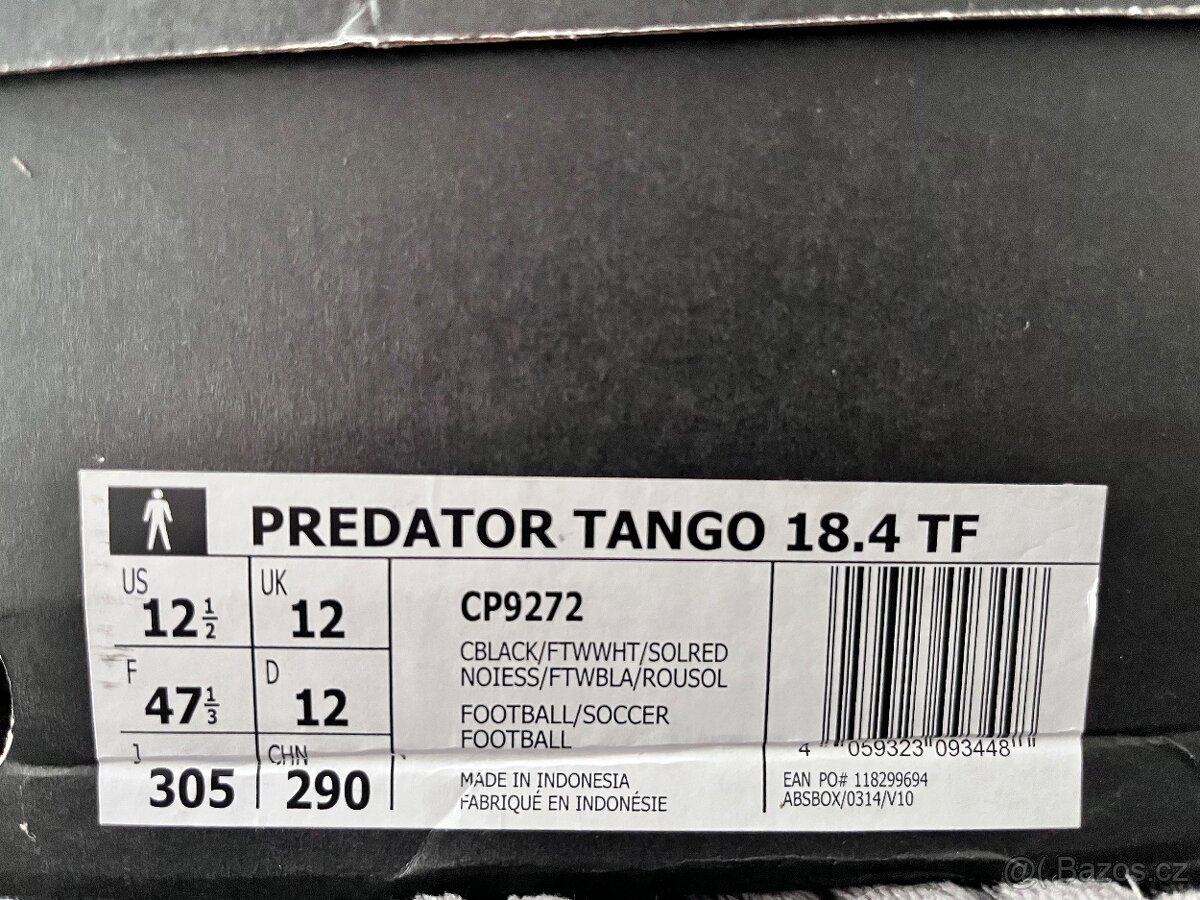 PREDATOR TANGO 18.4 TF
US 12 1/2
UK 12
F 47 1/3
D 12
J 305
CHN 290
CP9272
CBLACK/FTWWHT/SOLRED
NOIESS/FTWBLA/ROUSOL
FOOTBALL/SOCCER
FOOTBALL
MADE IN INDONESIA
FABRIQUÉ EN INDONÉSIE
4 059323 093448
EAN PO# 118299694
ABSBOX/0314/V10
Bazos.cz